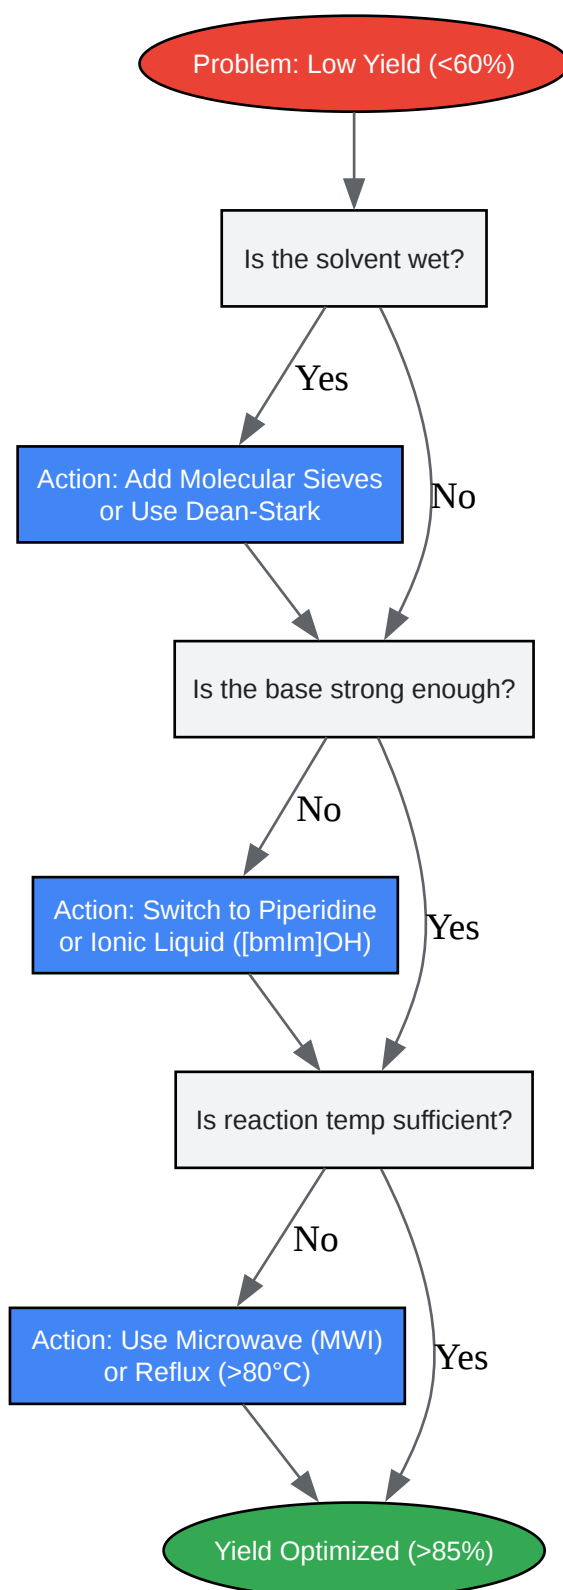 Problem: Low Yield (<60%)
Is the solvent wet?
Yes
Action: Add Molecular Sieves
or Use Dean-Stark
No
Is the base strong enough?
No
Action: Switch to Piperidine
or Ionic Liquid ([bmIm]OH)
Yes
Is reaction temp sufficient?
No
Action: Use Microwave (MWI)
or Reflux (>80°C)
Yes
Yield Optimized (>85%)